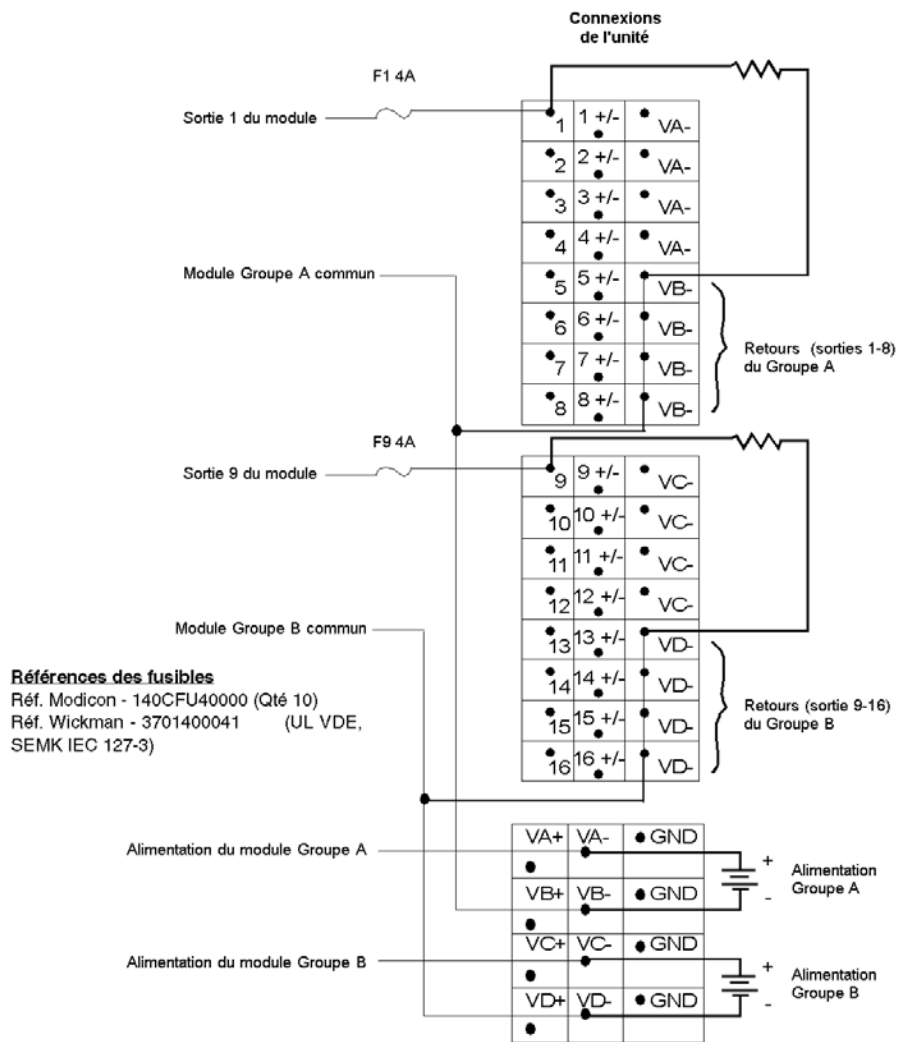 Connexions
de l'unité
F1 4A
Sortie 1 du module
1 1 +/- VA-
2 2 +/- VA-
3 3 +/- VA-
4 4 +/- VA-
Module Groupe A commun
5 5 +/- VB-
6 6 +/- VB-
7 7 +/- VB-
8 8 +/- VB-
Retours (sorties 1-8)
du Groupe A
F9 4A
Sortie 9 du module
9 9 +/- VC-
10 10 +/- VC-
11 11 +/- VC-
12 12 +/- VC-
Module Groupe B commun
13 13 +/- VD-
14 14 +/- VD-
15 15 +/- VD-
16 16 +/- VD-
Retours (sortie 9-16)
du Groupe B
Références des fusibles
Réf. Modicon - 140CFU40000 (Qté 10)
Réf. Wickman - 3701400041 (UL VDE,
SEMK IEC 127-3)
Alimentation du module Groupe A
VA+ VA- GND
VB+ VB- GND
+
-
Alimentation
Groupe A
Alimentation du module Groupe B
VC+ VC- GND
VD+ VD- GND
+
-
Alimentation
Groupe B